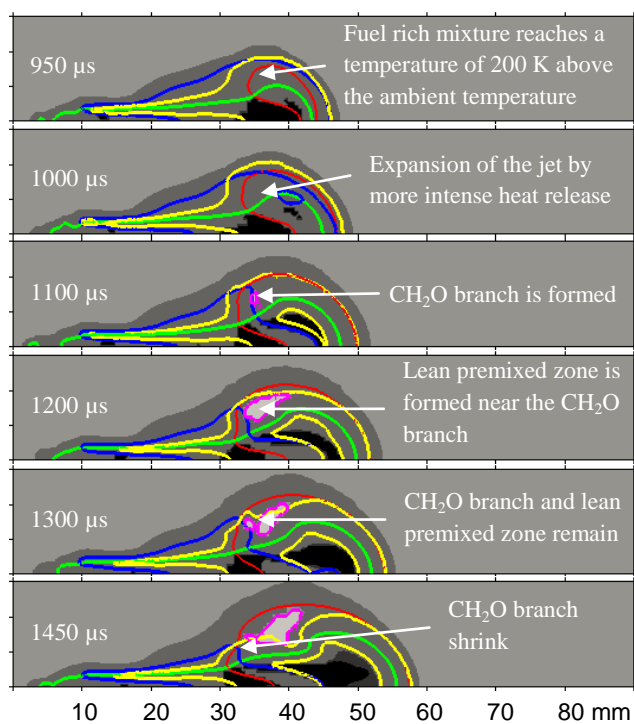 950 µs
Fuel rich mixture reaches a
temperature of 200 K above
the ambient temperature
1000 µs
Expansion of the jet by
more intense heat release
1100 µs
CH₂O branch is formed
1200 µs
Lean premixed zone is
formed near the CH₂O
branch
1300 µs
CH₂O branch and lean
premixed zone remain
1450 µs
CH₂O branch
shrink
10 20 30 40 50 60 70 80 mm